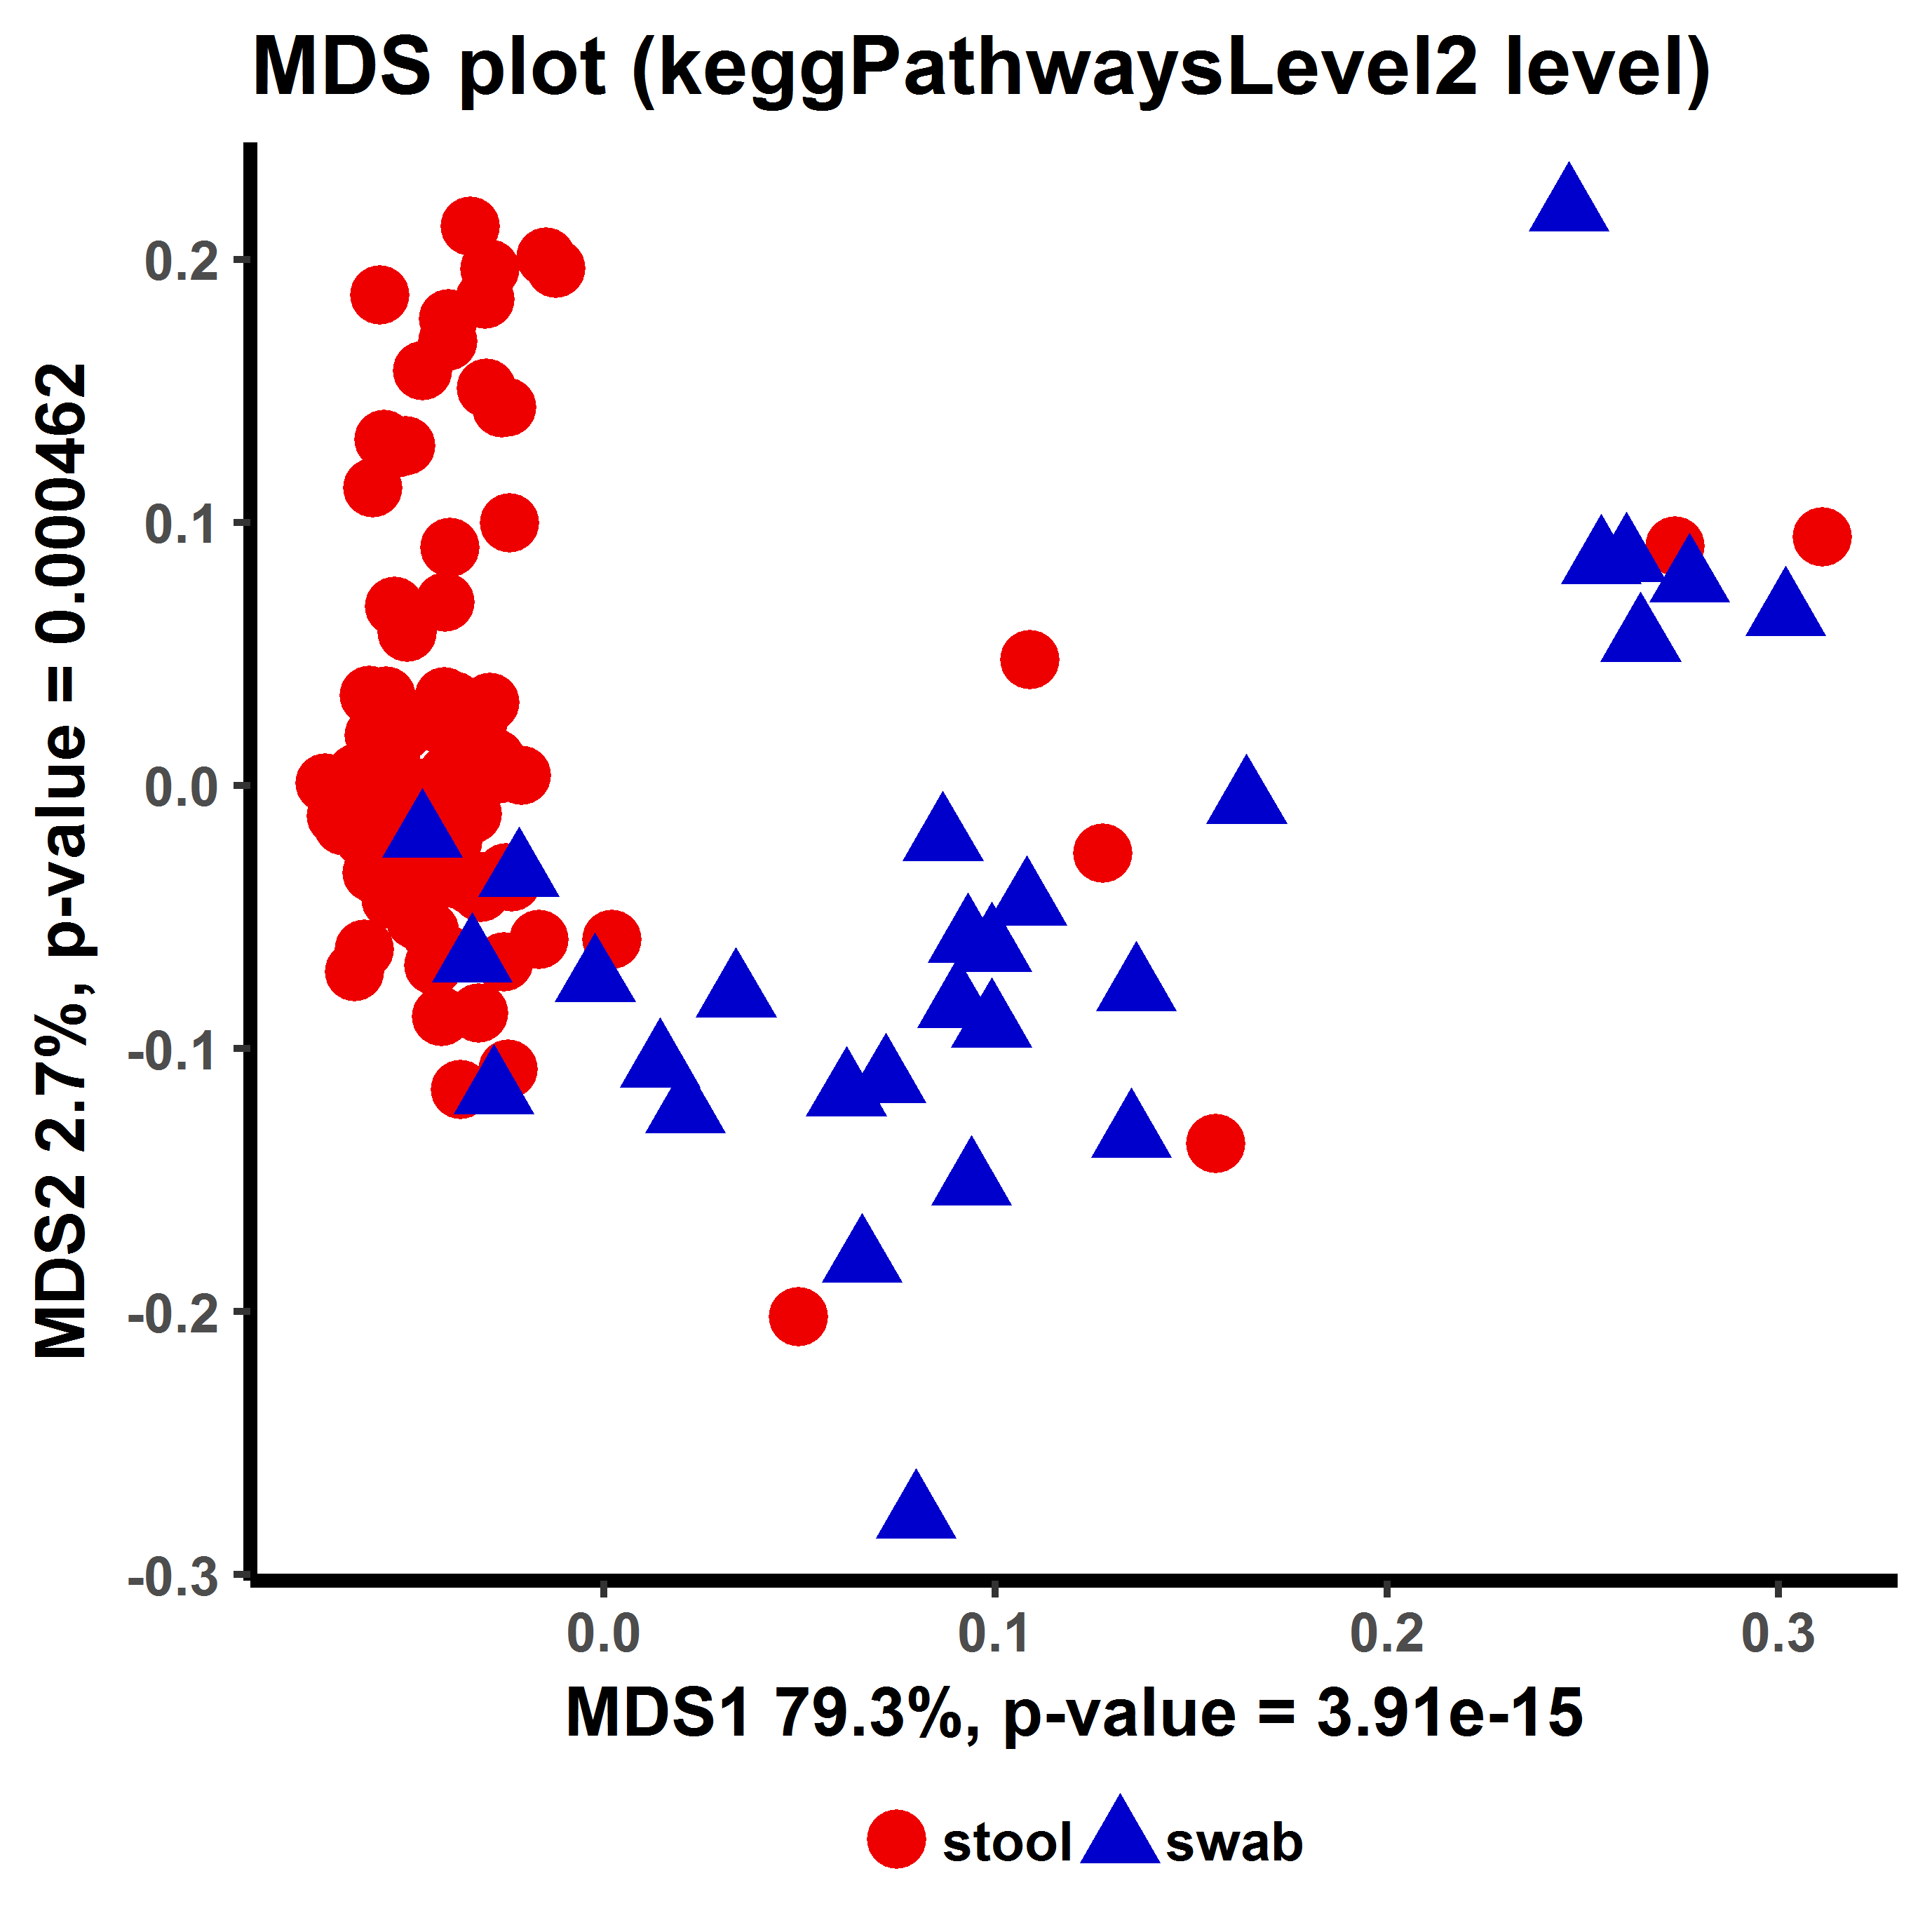 MDS plot (keggPathwaysLevel2 level)
MDS2 2.7%, p-value = 0.000462
0.2
0.1
0.0
-0.1
-0.2
-0.3
0.0 0.1 0.2 0.3
MDS1 79.3%, p-value = 3.91e-15
stool swab